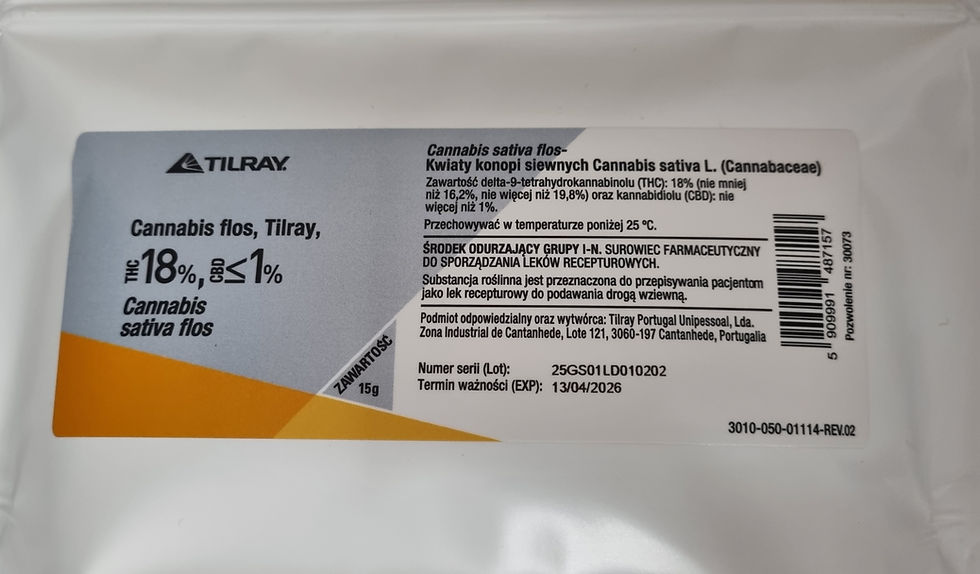 TILRAY
Cannabis flos, Tilray,
THC 18%, CBD ≤1%
Cannabis
sativa flos
ZAWARTOŚĆ
15g
Cannabis sativa flos-
Kwiaty konopi siewnych Cannabis sativa L. (Cannabaceae)
Zawartość delta-9-tetrahydrokannabinolu (THC): 18% (nie mniej
niż 16,2%, nie więcej niż 19,8%) oraz kannabidiolu (CBD): nie
więcej niż 1%.
Przechowywać w temperaturze poniżej 25 °C.
ŚRODEK ODURZAJĄCY GRUPY I-N. SUROWIEC FARMACEUTYCZNY
DO SPORZĄDZANIA LEKÓW RECEPTUROWYCH.
Substancja roślinna jest przeznaczona do przepisywania pacjentom
jako lek recepturowy do podawania drogą wziewną.
Podmiot odpowiedzialny oraz wytwórca: Tilray Portugal Unipessoal, Lda.
Zona Industrial de Cantanhede, Lote 121, 3060-197 Cantanhede, Portugalia
Numer serii (Lot): 25GS01LD010202
Termin ważności (EXP): 13/04/2026
5 909991 487157
Pozwolenie nr: 30073
3010-050-01114-REV.02